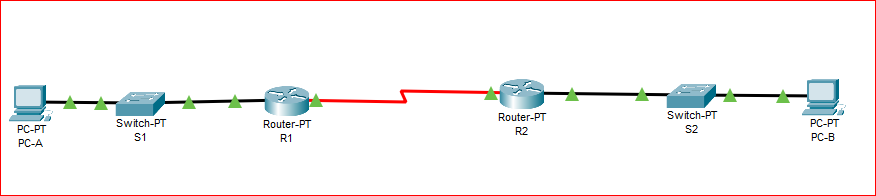 PC-PT
PC-A
Switch-PT
S1
Router-PT
R1
Router-PT
R2
Switch-PT
S2
PC-PT
PC-B